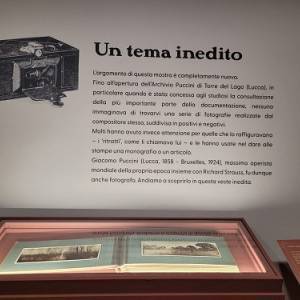 Un tema inedito
L'argomento di questa mostra è completamente nuovo.
Fino all'apertura dell'Archivio Puccini di Torre del Lago (Lucca), in
particolare quando è stata concessa agli studiosi la consultazione
della più importante parte della documentazione, nessuno
immaginava di trovarvi una serie di fotografie realizzate dal
compositore stesso, suddivisa in positivi e negativi.
Molti hanno avuto invece attenzione per quelle che lo raffiguravano
– i 'ritratti', come li chiamava lui – e le hanno usate nel dare alle
stampe una monografia o un articolo.
Giacomo Puccini (Lucca, 1858 - Bruxelles, 1924), massimo operista
mondiale della propria epoca insieme con Richard Strauss, fu dunque
anche fotografo. Andiamo a scoprirlo in questa veste inedita.